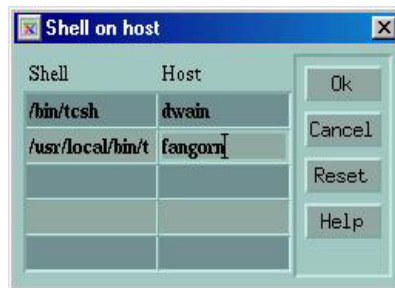 Shell on host
Shell Host
/bin/tcsh dwain
/usr/local/bin/t fangorn
Ok
Cancel
Reset
Help